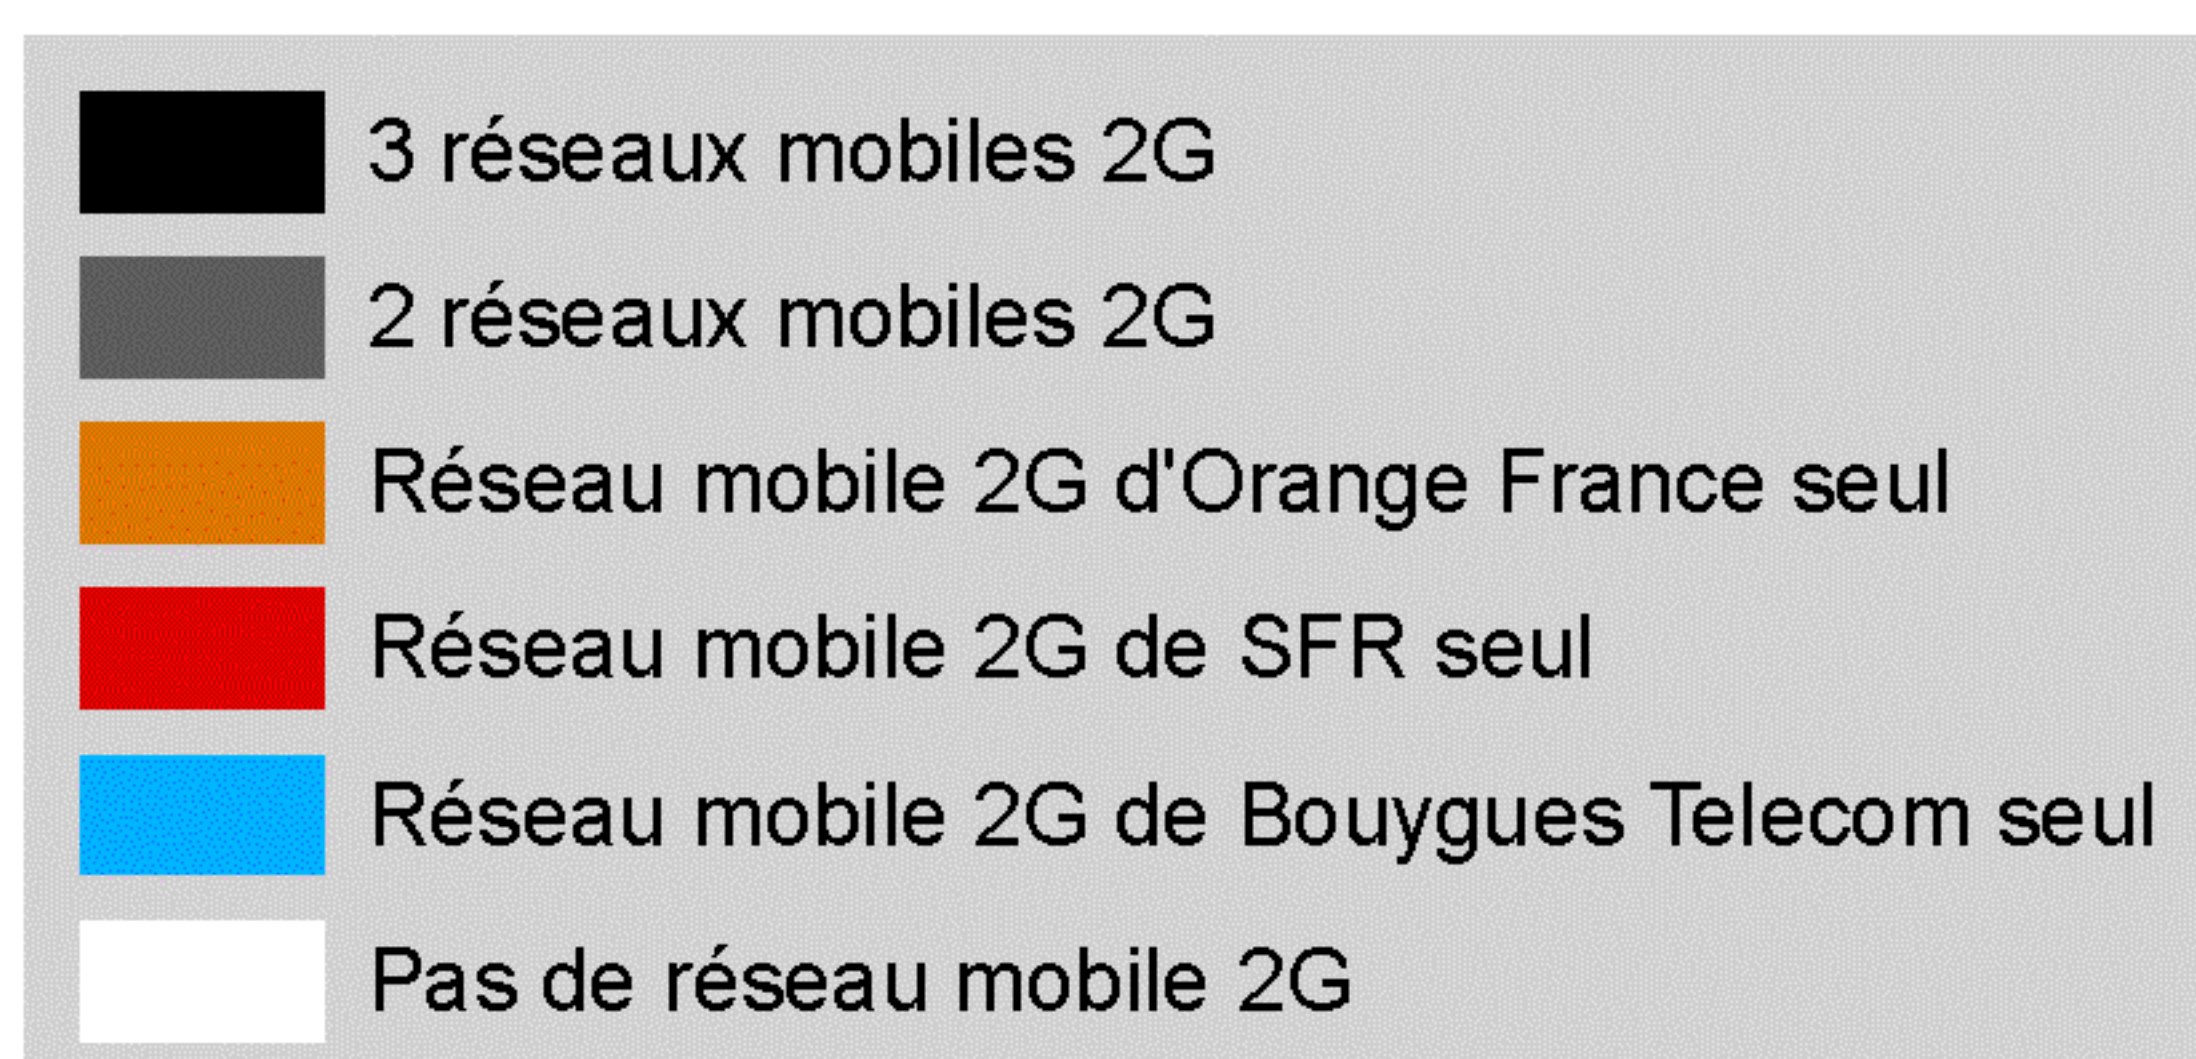 3 réseaux mobiles 2G
2 réseaux mobiles 2G
Réseau mobile 2G d'Orange France seul
Réseau mobile 2G de SFR seul
Réseau mobile 2G de Bouygues Telecom seul
Pas de réseau mobile 2G